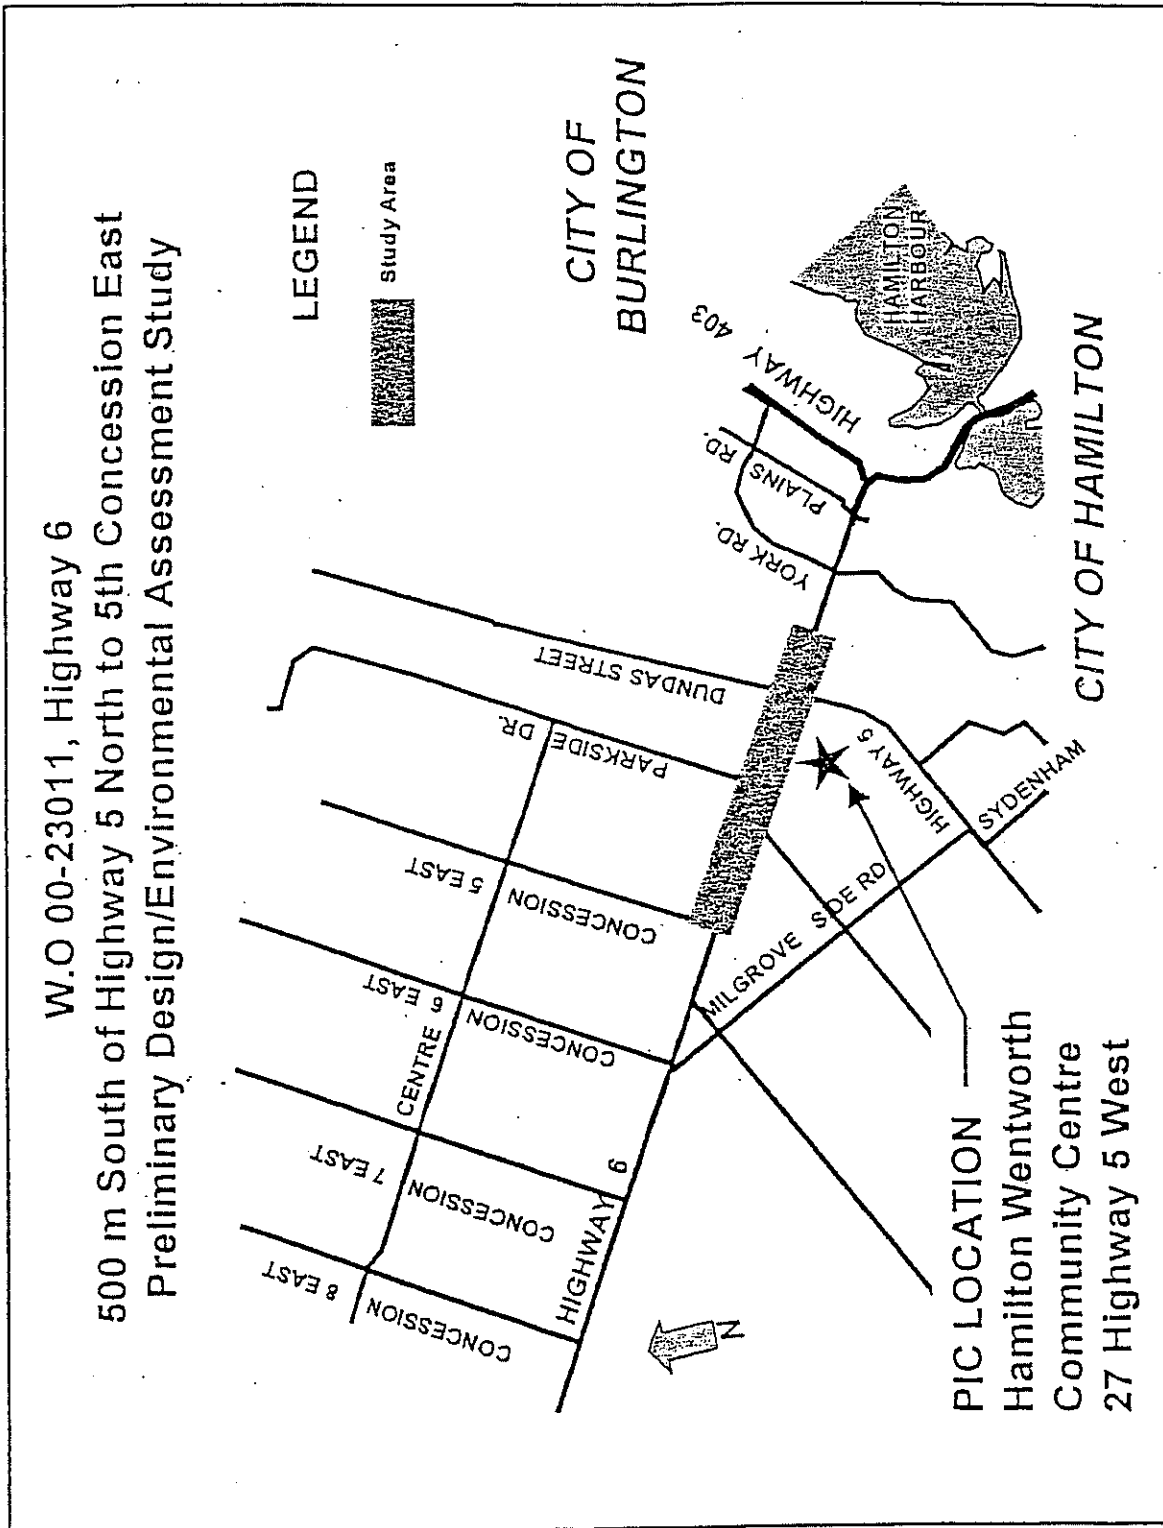 W.O 00-23011, Highway 6
500 m South of Highway 5 North to 5th Concession East
Preliminary Design/Environmental Assessment Study
LEGEND
Study Area
CITY OF
BURLINGTON
HAMILTON
HARBOUR
HIGHWAY 403
PLAINS RD.
YORK RD.
CITY OF HAMILTON
DUNDAS STREET
PARKSIDE DR.
CONCESSION 5 EAST
CONCESSION 6 EAST
CONCESSION 7 EAST
CONCESSION 8 EAST
CENTRE
HIGHWAY 6
HIGHWAY 5
SYDENHAM
MILGROVE SIDE RD
N
PIC LOCATION
Hamilton Wentworth
Community Centre
27 Highway 5 West